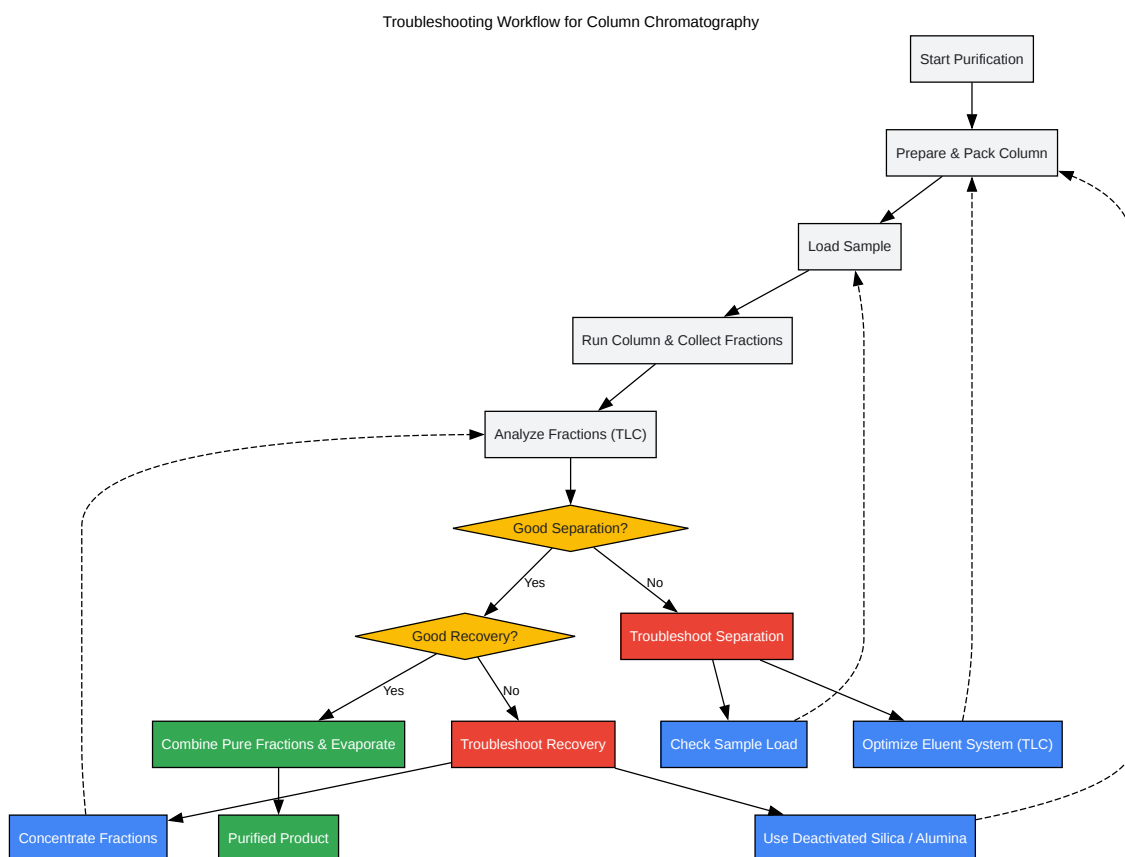 Troubleshooting Workflow for Column Chromatography
Start Purification
Prepare & Pack Column
Load Sample
Run Column & Collect Fractions
Analyze Fractions (TLC)
Good Separation?
Yes
No
Good Recovery?
Troubleshoot Separation
Yes
No
Combine Pure Fractions & Evaporate
Troubleshoot Recovery
Check Sample Load
Optimize Eluent System (TLC)
Concentrate Fractions
Purified Product
Use Deactivated Silica / Alumina